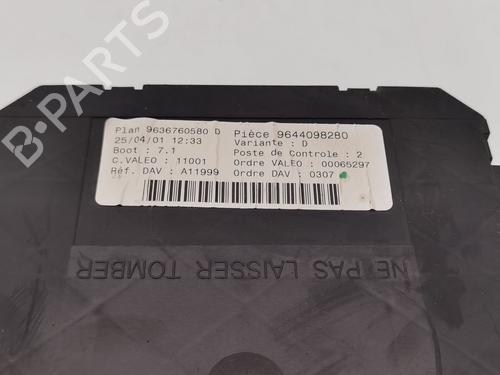 B-PARTS
Plan 9636760580 D
25/04/01 12:33
Boot : 7.1
C.VALEO : 11001
Réf. DAV : A11999
Pièce 9644098280
Variante : D
Poste de Controle : 2
Ordre VALEO : 00065297
Ordre DAV : 0307
NE PAS LAISSER TOMBER